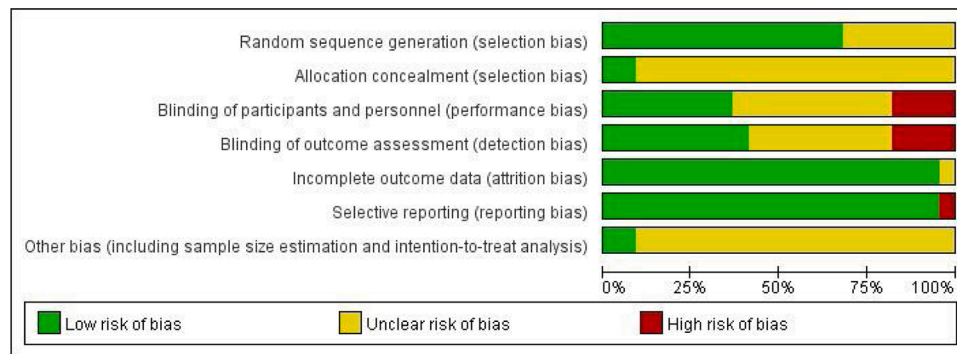 Random sequence generation (selection bias)
Allocation concealment (selection bias)
Blinding of participants and personnel (performance bias)
Blinding of outcome assessment (detection bias)
Incomplete outcome data (attrition bias)
Selective reporting (reporting bias)
Other bias (including sample size estimation and intention-to-treat analysis)
0% 25% 50% 75% 100%
Low risk of bias Unclear risk of bias High risk of bias